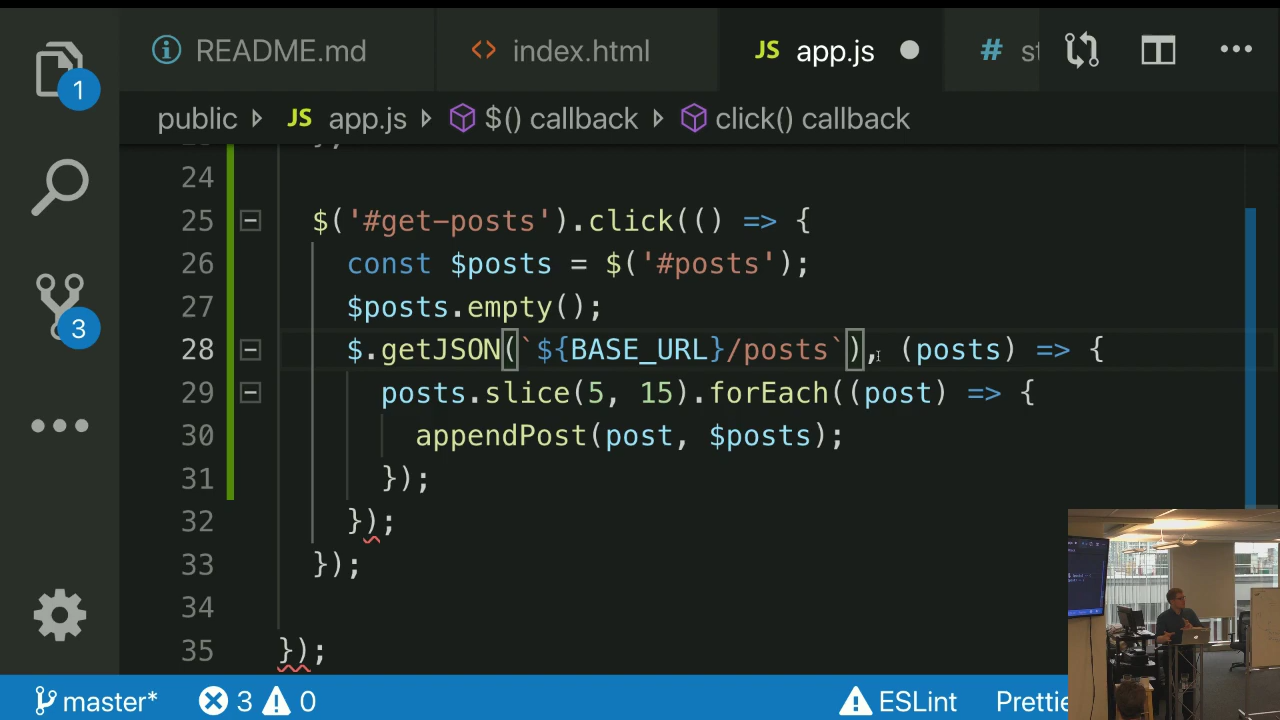 README.md
<> index.html
JS app.js
#
1
public JS app.js $() callback click() callback
24
25 $('#get-posts').click(() => {
26 const $posts = $('#posts');
27 $posts.empty();
28 $.getJSON(`${BASE_URL}/posts`), (posts) => {
29 posts.slice(5, 15).forEach((post) => {
30 appendPost(post, $posts);
31 });
32 });
33 });
34
35 });
3
master* 3 0 ESLint Prettie